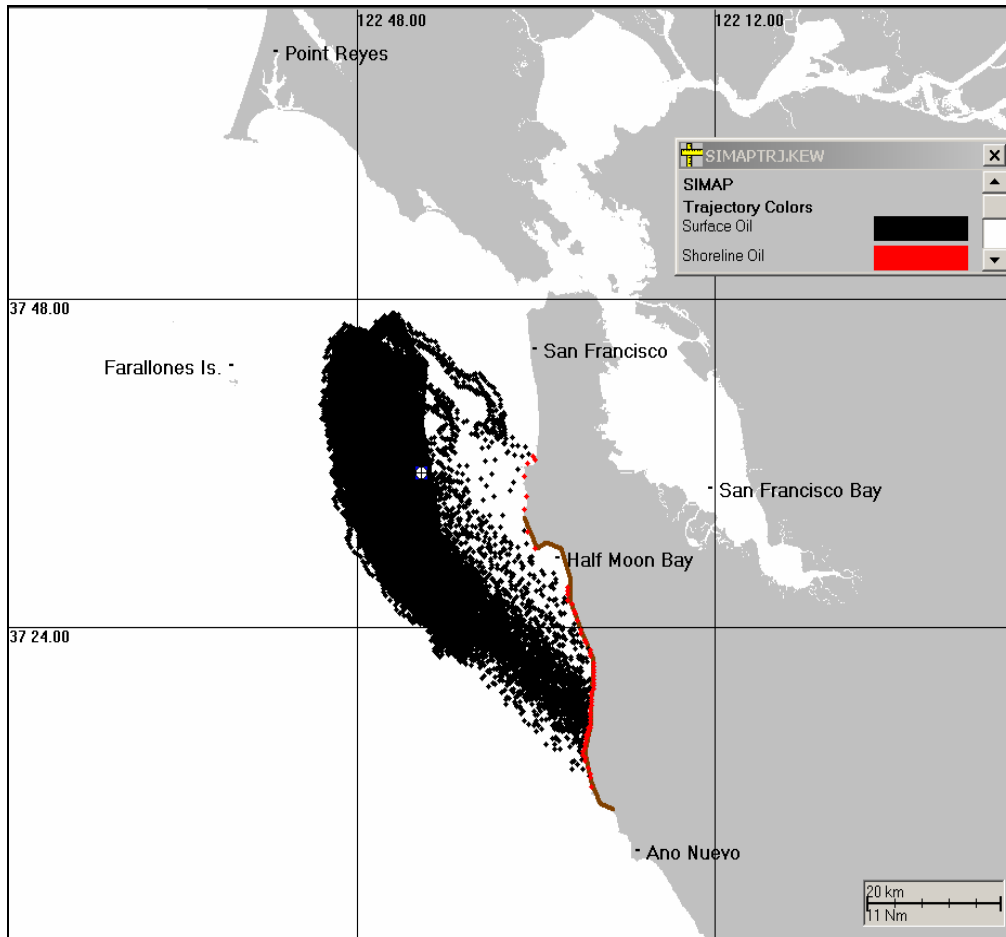 122 48.00
122 12.00
Point Reyes
SIMAPTRJ.KEW
SIMAP
Trajectory Colors
Surface Oil
Shoreline Oil
37 48.00
San Francisco
Farallones Is.
San Francisco Bay
Half Moon Bay
37 24.00
Ano Nuevo
20 km
11 Nm